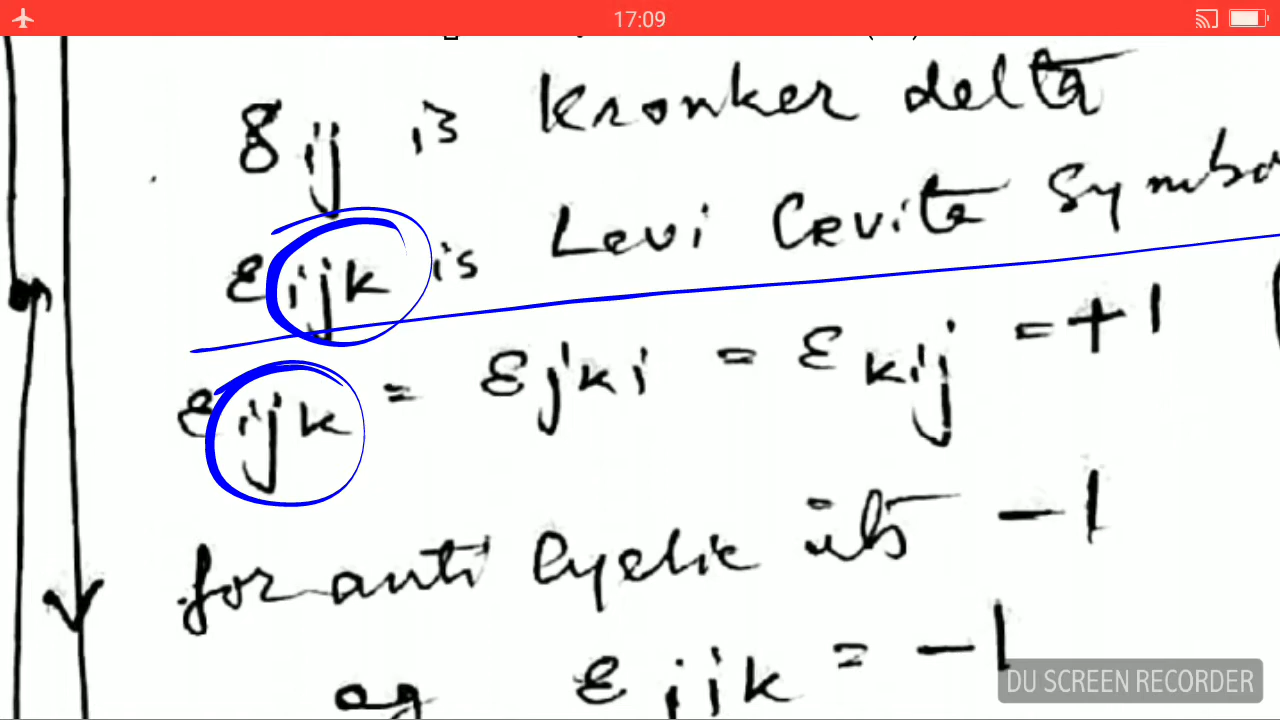 17:09
δij is Kronker delta
εijk is Levi Cevita Symbo
εijk = εjki = εkij = +1
for anti Cyclic its -1
eg εjik = -1
DU SCREEN RECORDER